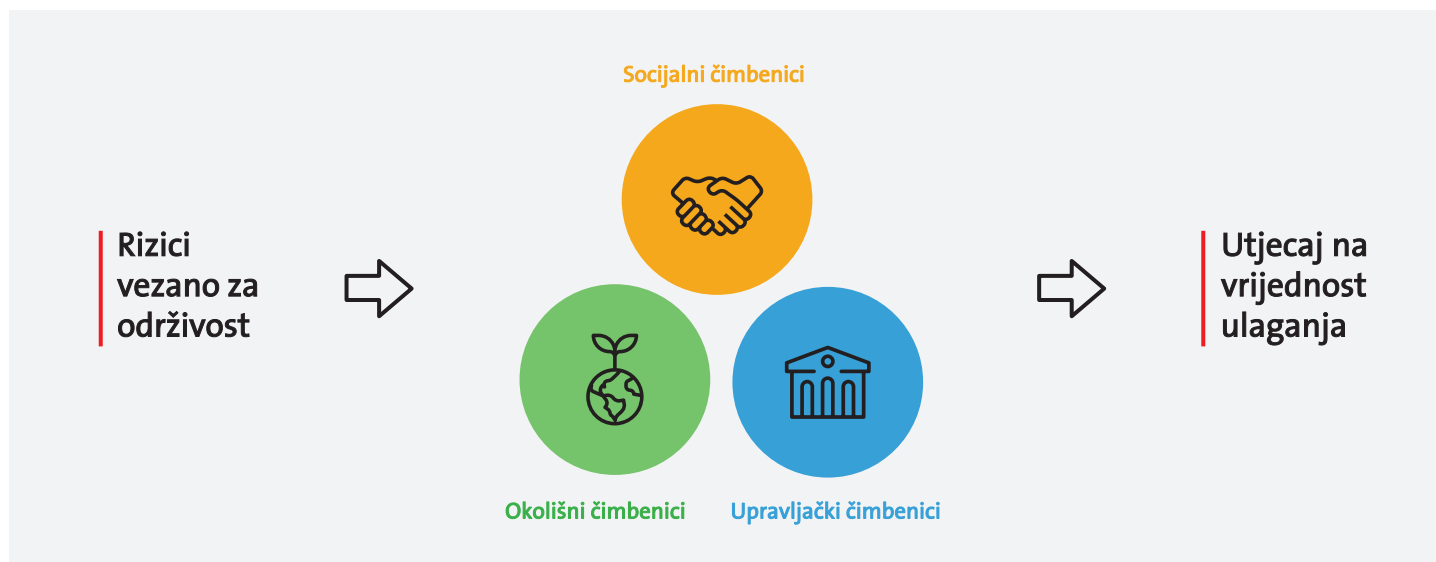 Socijalni čimbenici
Rizici
vezano za
održivost
Utjecaj na
vrijednost
ulaganja
Okolišni čimbenici
Upravljački čimbenici